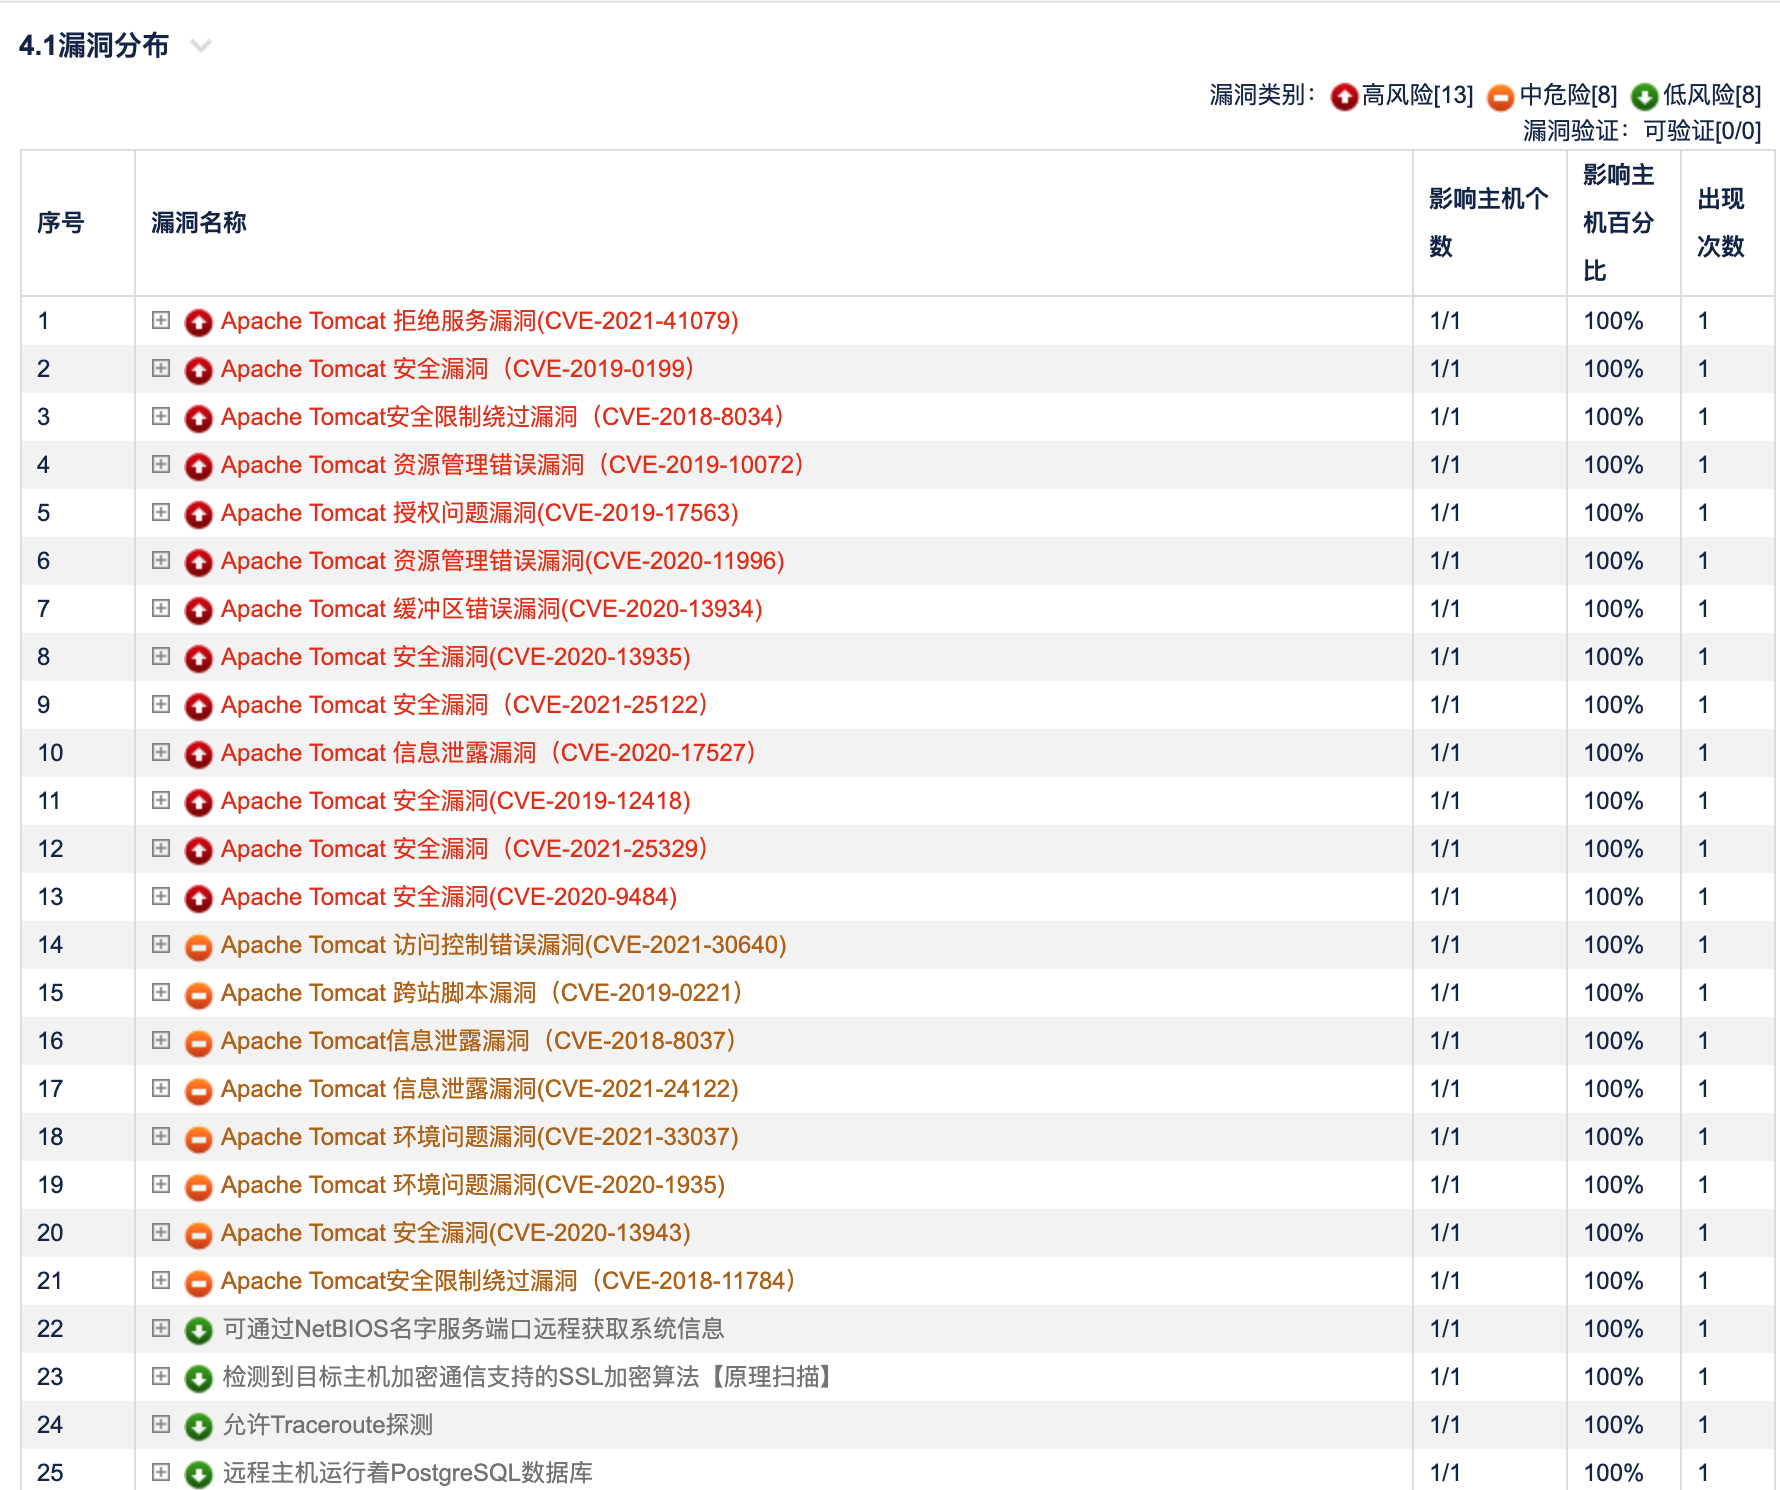 4.1漏洞分布
漏洞类别： 高风险[13] 中危险[8] 低风险[8]
漏洞验证： 可验证[0/0]
序号 漏洞名称 影响主机个数 影响主机百分比 出现次数
1 Apache Tomcat 拒绝服务漏洞(CVE-2021-41079) 1/1 100% 1
2 Apache Tomcat 安全漏洞（CVE-2019-0199） 1/1 100% 1
3 Apache Tomcat安全限制绕过漏洞（CVE-2018-8034） 1/1 100% 1
4 Apache Tomcat 资源管理错误漏洞（CVE-2019-10072） 1/1 100% 1
5 Apache Tomcat 授权问题漏洞(CVE-2019-17563) 1/1 100% 1
6 Apache Tomcat 资源管理错误漏洞(CVE-2020-11996) 1/1 100% 1
7 Apache Tomcat 缓冲区错误漏洞(CVE-2020-13934) 1/1 100% 1
8 Apache Tomcat 安全漏洞(CVE-2020-13935) 1/1 100% 1
9 Apache Tomcat 安全漏洞（CVE-2021-25122） 1/1 100% 1
10 Apache Tomcat 信息泄露漏洞（CVE-2020-17527） 1/1 100% 1
11 Apache Tomcat 安全漏洞(CVE-2019-12418) 1/1 100% 1
12 Apache Tomcat 安全漏洞（CVE-2021-25329） 1/1 100% 1
13 Apache Tomcat 安全漏洞(CVE-2020-9484) 1/1 100% 1
14 Apache Tomcat 访问控制错误漏洞(CVE-2021-30640) 1/1 100% 1
15 Apache Tomcat 跨站脚本漏洞（CVE-2019-0221） 1/1 100% 1
16 Apache Tomcat信息泄露漏洞（CVE-2018-8037） 1/1 100% 1
17 Apache Tomcat 信息泄露漏洞(CVE-2021-24122) 1/1 100% 1
18 Apache Tomcat 环境问题漏洞(CVE-2021-33037) 1/1 100% 1
19 Apache Tomcat 环境问题漏洞(CVE-2020-1935) 1/1 100% 1
20 Apache Tomcat 安全漏洞(CVE-2020-13943) 1/1 100% 1
21 Apache Tomcat安全限制绕过漏洞（CVE-2018-11784） 1/1 100% 1
22 可通过NetBIOS名字服务端口远程获取系统信息 1/1 100% 1
23 检测到目标主机加密通信支持的SSL加密算法【原理扫描】 1/1 100% 1
24 允许Traceroute探测 1/1 100% 1
25 远程主机运行着PostgreSQL数据库 1/1 100% 1